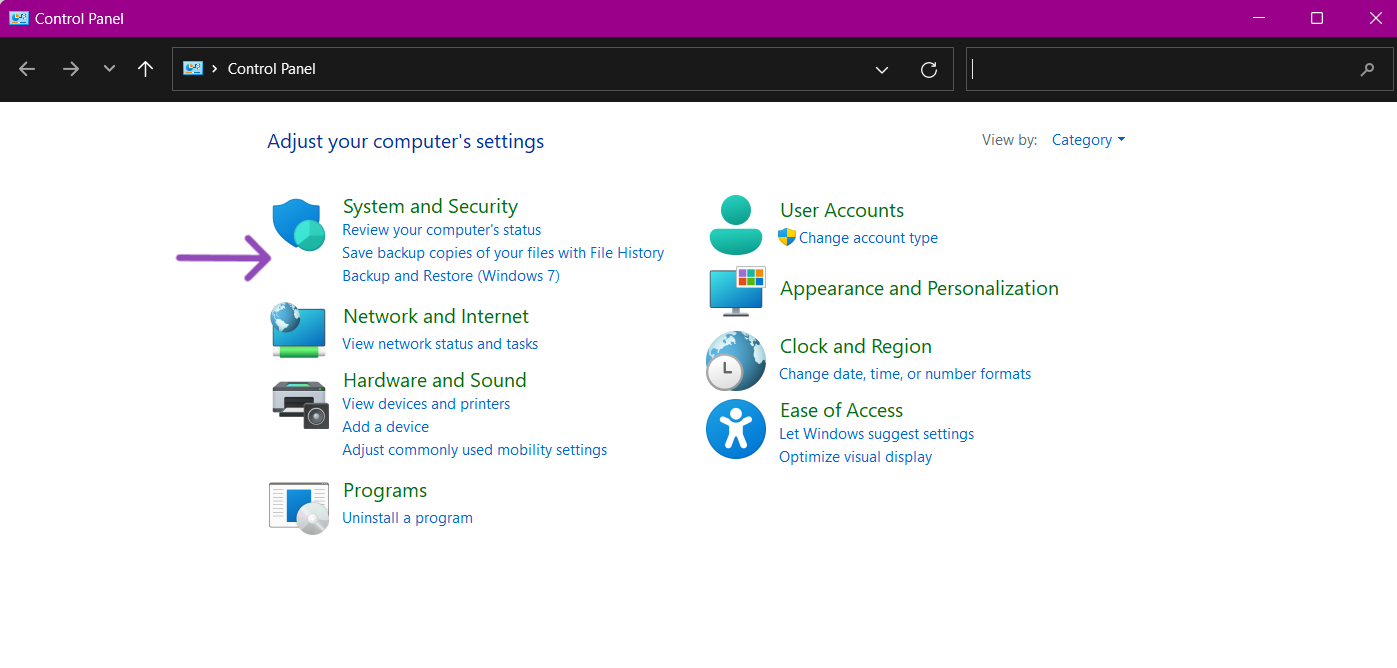 Control Panel
Control Panel
Adjust your computer's settings
View by: Category
System and Security
Review your computer's status
Save backup copies of your files with File History
Backup and Restore (Windows 7)
Network and Internet
View network status and tasks
Hardware and Sound
View devices and printers
Add a device
Adjust commonly used mobility settings
Programs
Uninstall a program
User Accounts
Change account type
Appearance and Personalization
Clock and Region
Change date, time, or number formats
Ease of Access
Let Windows suggest settings
Optimize visual display